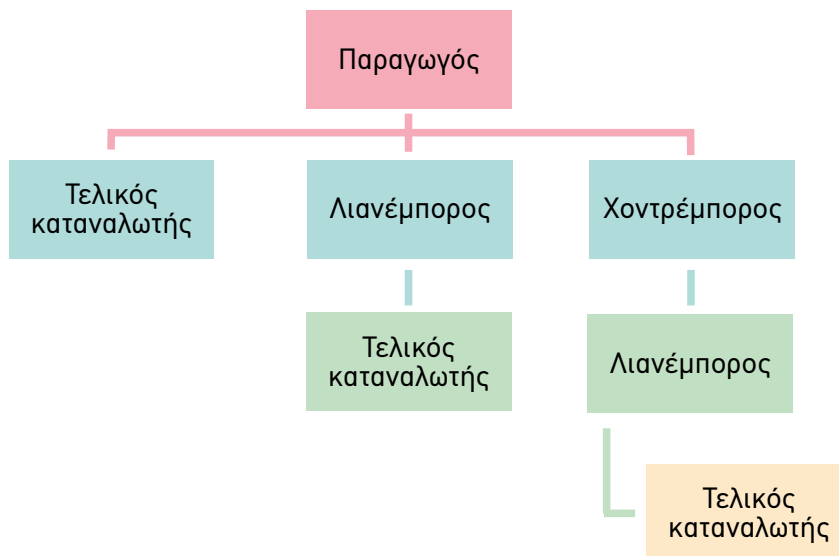 Παραγωγός
Τελικός
καταναλωτής
Λιανέμπορος
Χοντρέμπορος
Τελικός
καταναλωτής
Λιανέμπορος
Τελικός
καταναλωτής